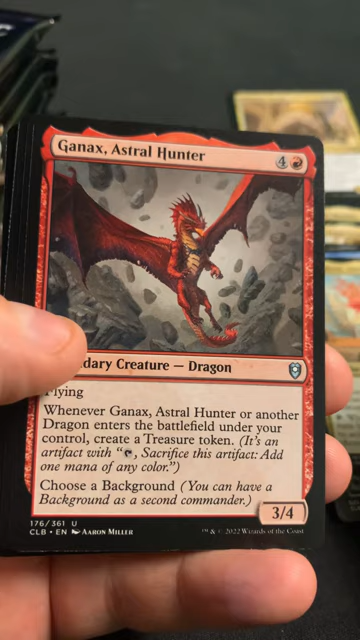 Ganax, Astral Hunter 4
dary Creature — Dragon
Flying
Whenever Ganax, Astral Hunter or another
Dragon enters the battlefield under your
control, create a Treasure token. (It's an
artifact with “, Sacrifice this artifact: Add
one mana of any color.”)
Choose a Background (You can have a
Background as a second commander.)
3/4
176/361 U
CLB • EN AARON MILLER
™ & © 2022 Wizards of the Coast